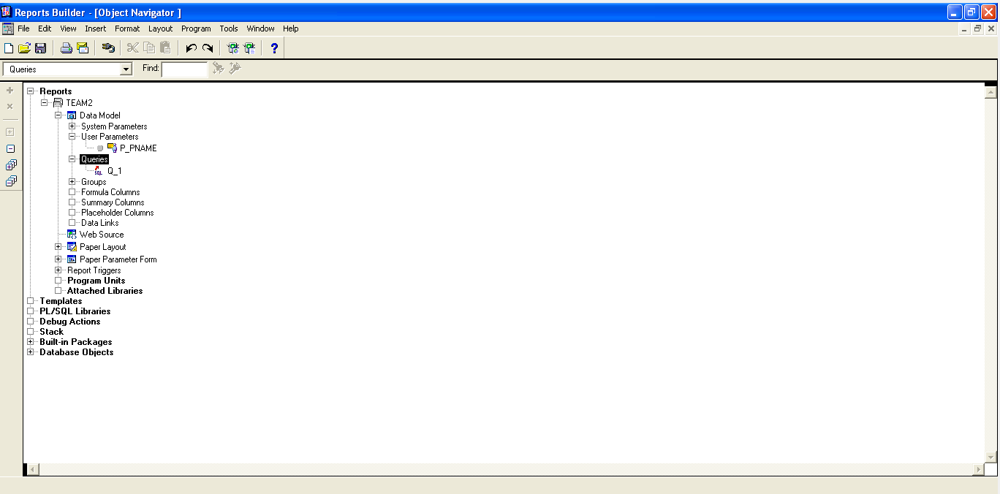 Reports Builder - [Object Navigator ]
File Edit View Insert Format Layout Program Tools Window Help
Queries Find:
Reports
TEAM2
Data Model
System Parameters
User Parameters
P_PNAME
Queries
SQL Q_1
Groups
Formula Columns
Summary Columns
Placeholder Columns
Data Links
Web Source
Paper Layout
Paper Parameter Form
Report Triggers
Program Units
Attached Libraries
Templates
PL/SQL Libraries
Debug Actions
Stack
Built-in Packages
Database Objects